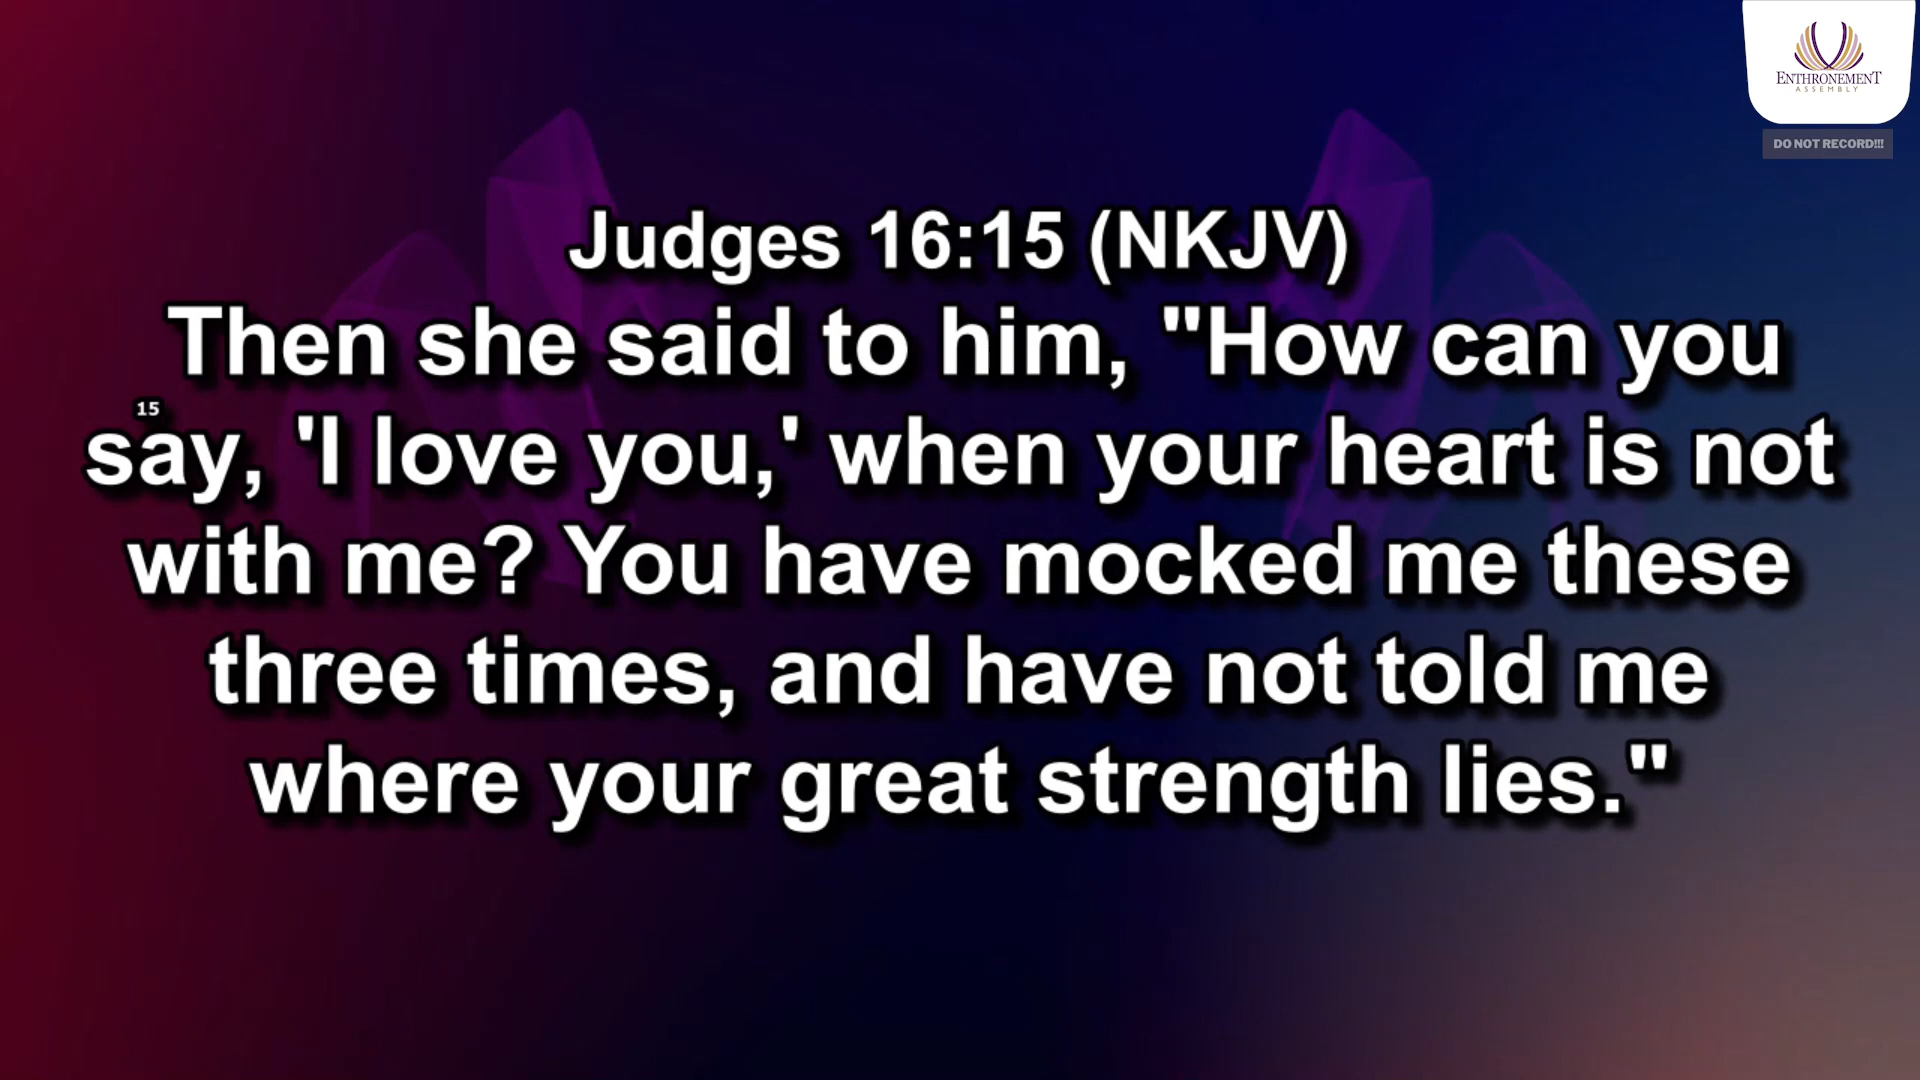 ENTHRONEMENT
ASSEMBLY
DO NOT RECORD!!!
Judges 16:15 (NKJV)
Then she said to him, "How can you
15
say, 'I love you,' when your heart is not
with me? You have mocked me these
three times, and have not told me
where your great strength lies."